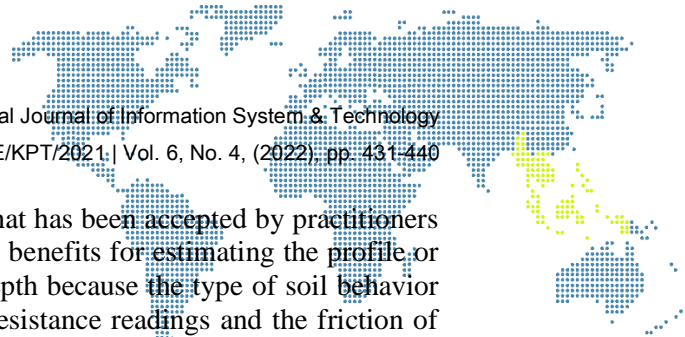 al Journal of Information System & Technology
E/KPT/2021 | Vol. 6, No. 4, (2022), pp. 431-440
hat has been accepted by practitioners
benefits for estimating the profile or
pth because the type of soil behavior
esistance readings and the friction of